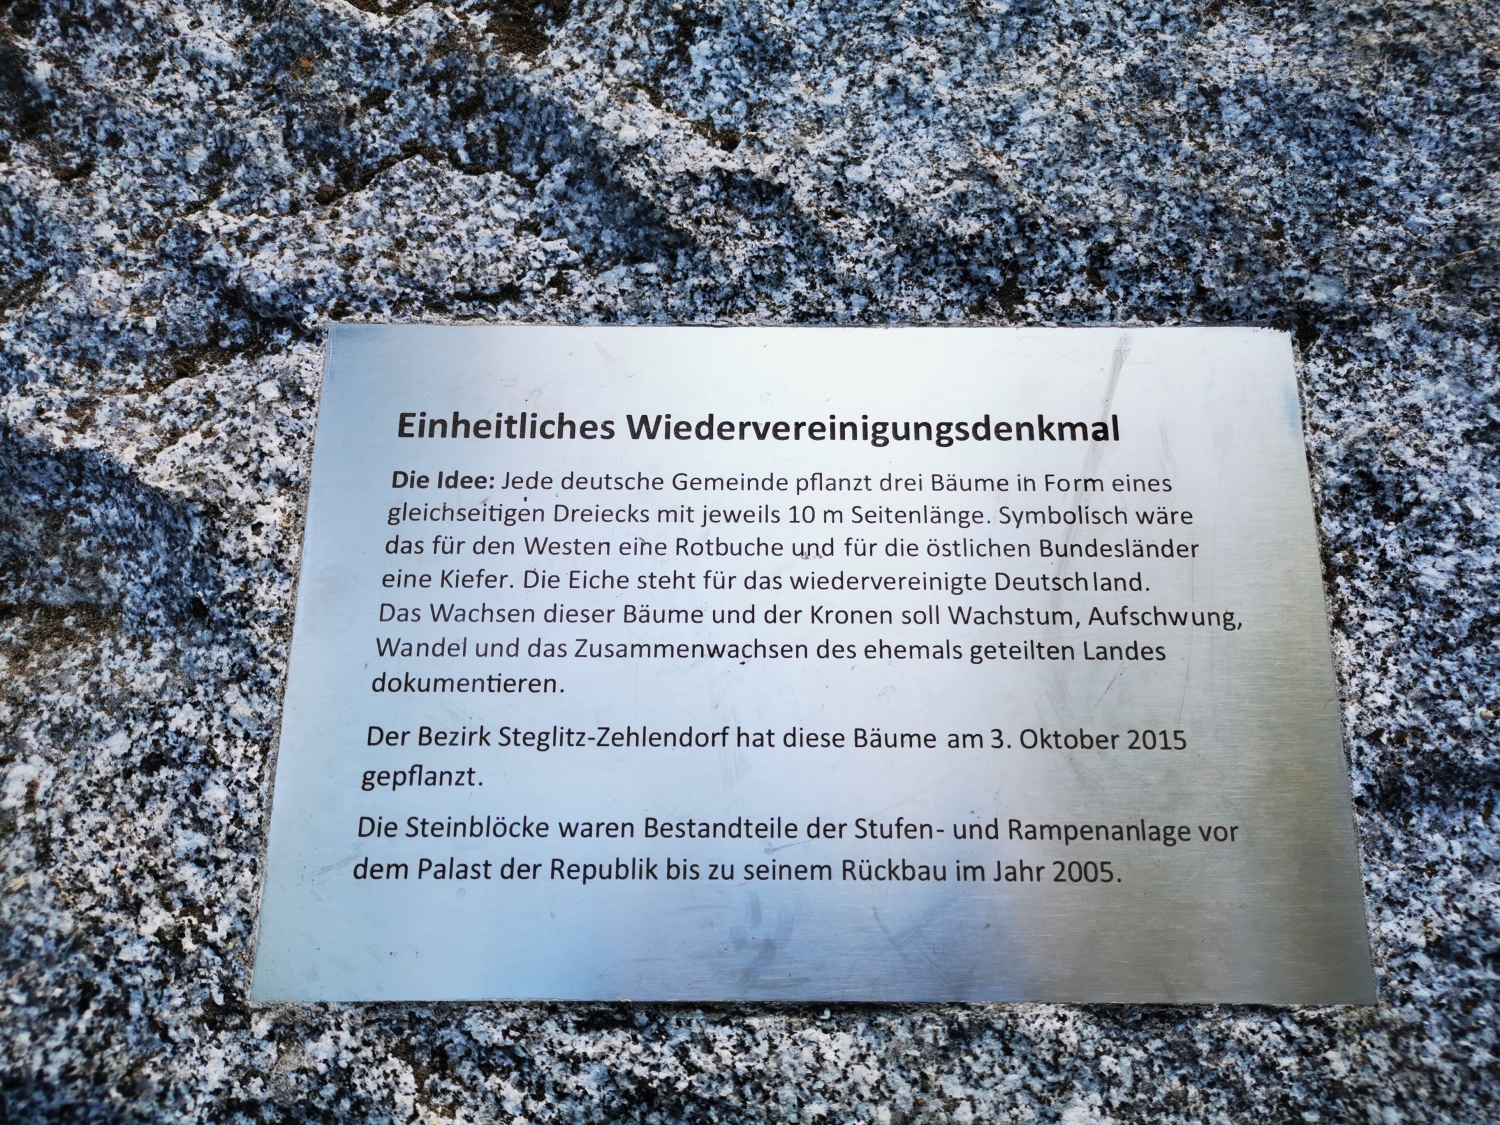 Einheitliches Wiedervereinigungsdenkmal
Die Idee: Jede deutsche Gemeinde pflanzt drei Bäume in Form eines
gleichseitigen Dreiecks mit jeweils 10 m Seitenlänge. Symbolisch wäre
das für den Westen eine Rotbuche und für die östlichen Bundesländer
eine Kiefer. Die Eiche steht für das wiedervereinigte Deutschland.
Das Wachsen dieser Bäume und der Kronen soll Wachstum, Aufschwung,
Wandel und das Zusammenwachsen des ehemals geteilten Landes
dokumentieren.
Der Bezirk Steglitz-Zehlendorf hat diese Bäume am 3. Oktober 2015
gepflanzt.
Die Steinblöcke waren Bestandteile der Stufen- und Rampenanlage vor
dem Palast der Republik bis zu seinem Rückbau im Jahr 2005.